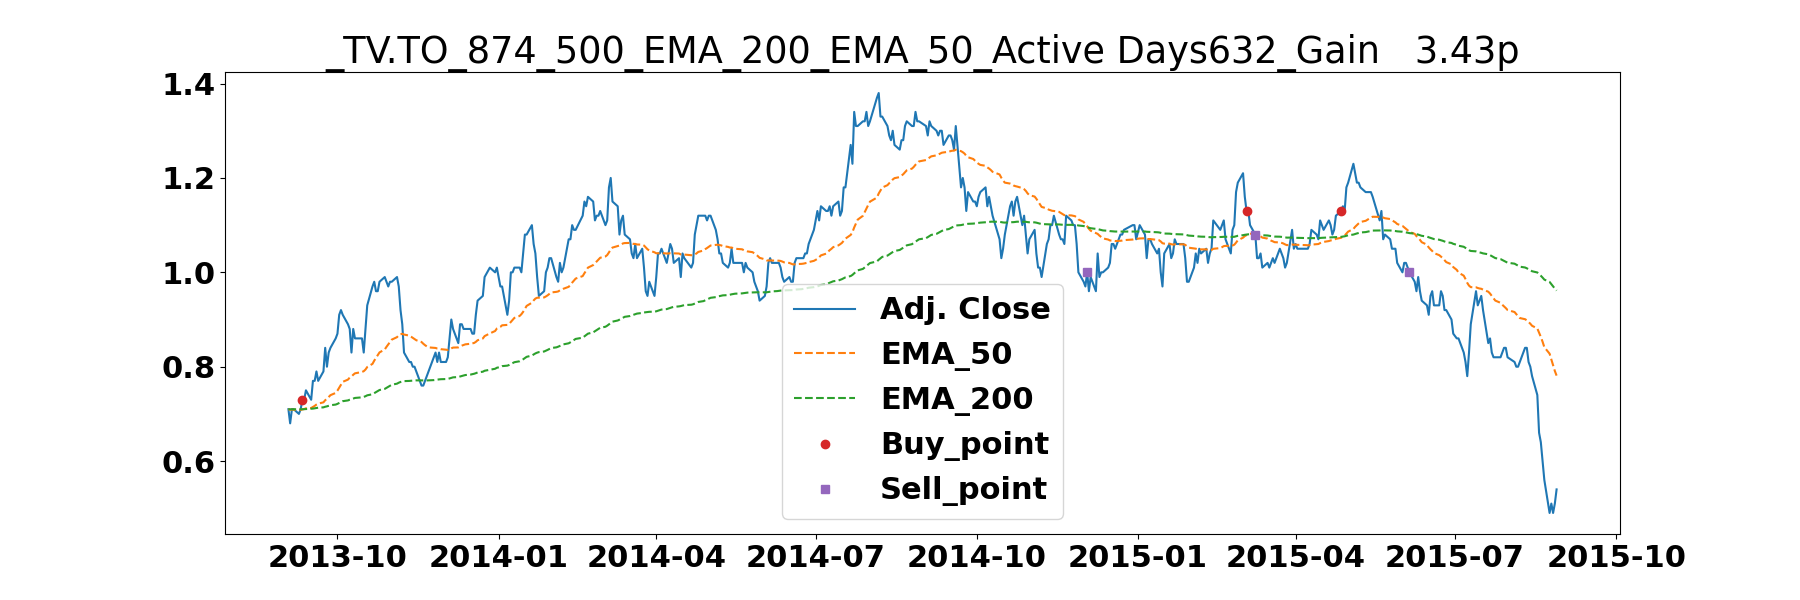 _TV.TO_874_500_EMA_200_EMA_50_Active Days632_Gain   3.43p
1.4
1.2
1.0
0.8
0.6
Adj. Close
EMA_50
EMA_200
Buy_point
Sell_point
2013-10 2014-01 2014-04 2014-07 2014-10 2015-01 2015-04 2015-07 2015-10